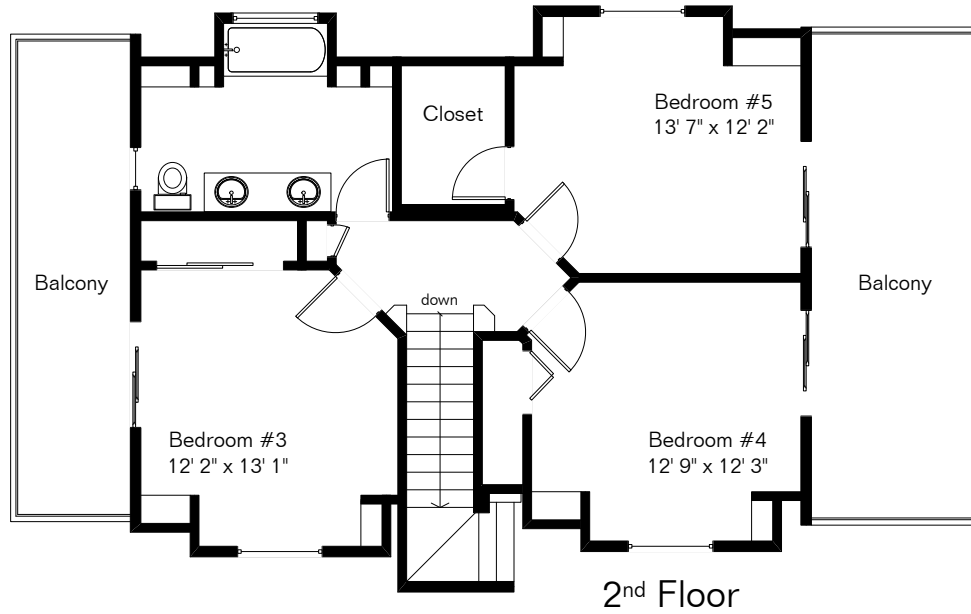 Closet
Bedroom #5
13' 7" x 12' 2"
Balcony
down
Balcony
Bedroom #3
12' 2" x 13' 1"
Bedroom #4
12' 9" x 12' 3"
2nd Floor